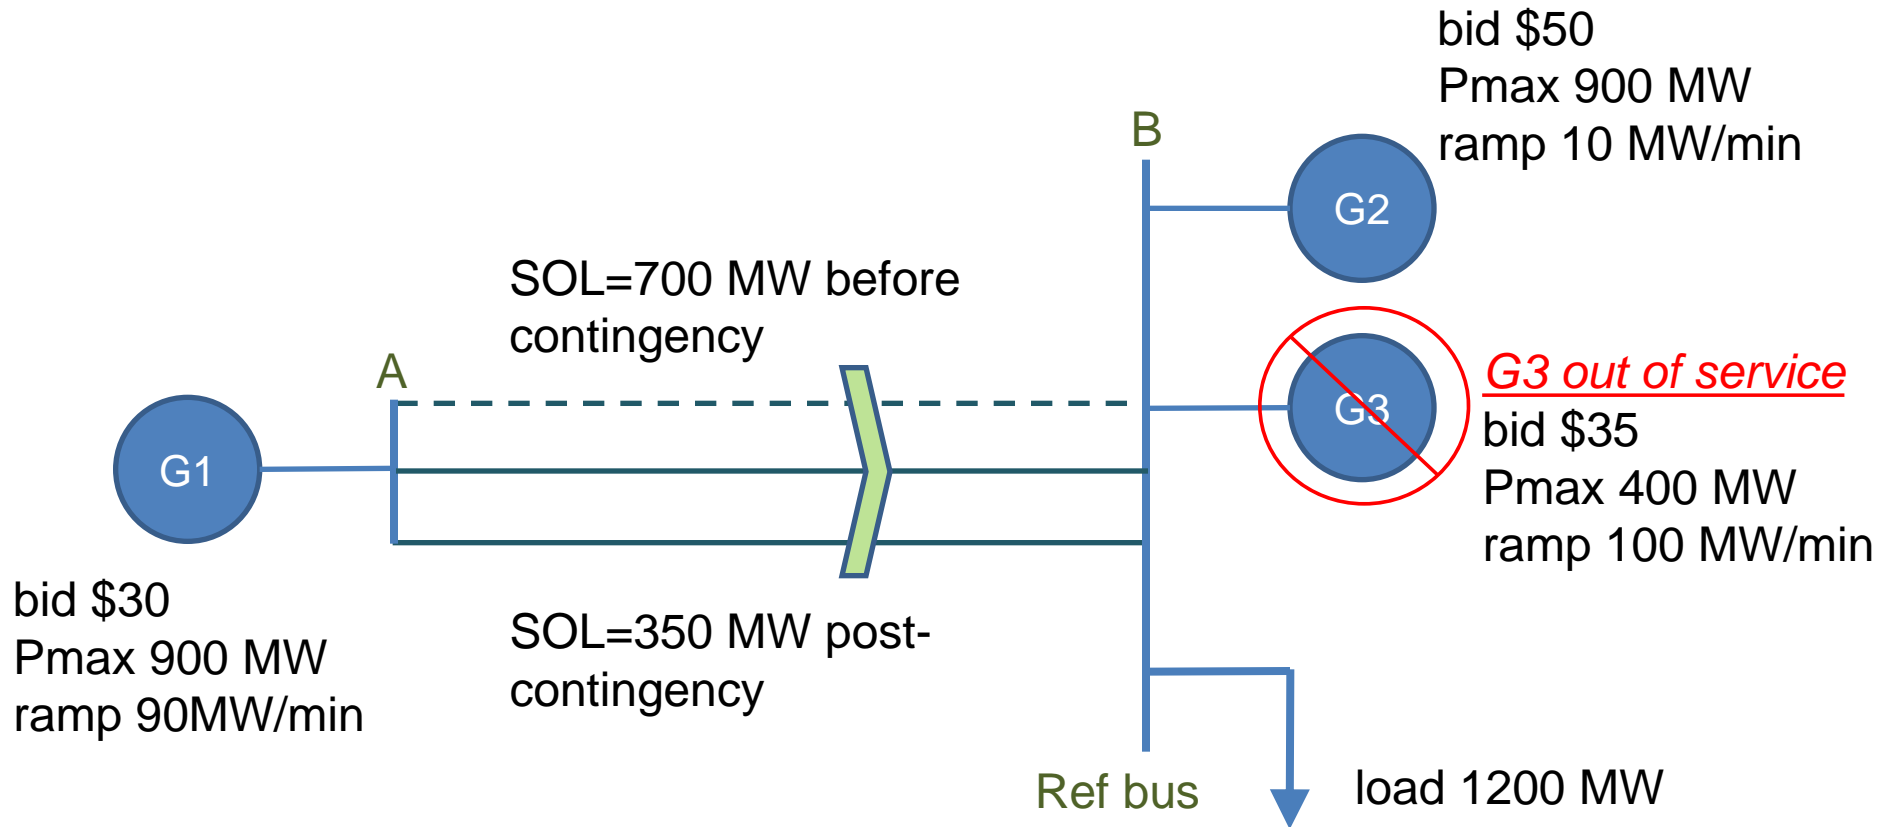 bid $50
Pmax 900 MW
ramp 10 MW/min
B
G2
SOL=700 MW before
contingency
A
G1
G3
G3 out of service
bid $35
Pmax 400 MW
ramp 100 MW/min
bid $30
Pmax 900 MW
ramp 90MW/min
SOL=350 MW post-
contingency
Ref bus
load 1200 MW